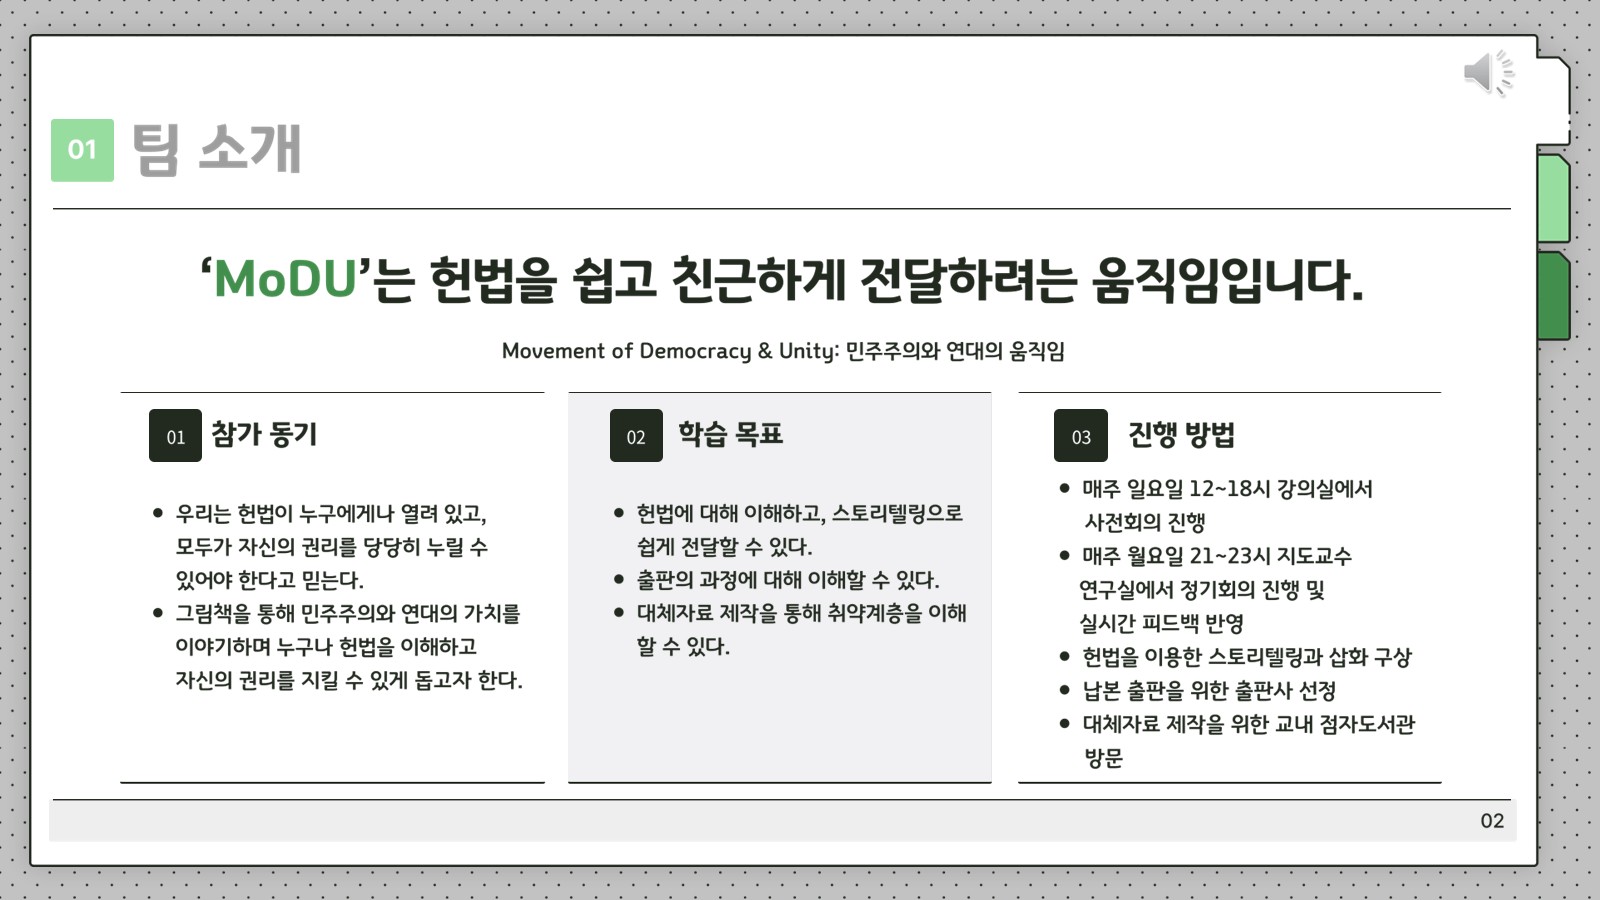 01 팀 소개
‘MoDU’는 헌법을 쉽고 친근하게 전달하려는 움직임입니다.
Movement of Democracy & Unity: 민주주의와 연대의 움직임
01 참가 동기
● 우리는 헌법이 누구에게나 열려 있고,
모두가 자신의 권리를 당당히 누릴 수
있어야 한다고 믿는다.
● 그림책을 통해 민주주의와 연대의 가치를
이야기하며 누구나 헌법을 이해하고
자신의 권리를 지킬 수 있게 돕고자 한다.
02 학습 목표
● 헌법에 대해 이해하고, 스토리텔링으로
쉽게 전달할 수 있다.
● 출판의 과정에 대해 이해할 수 있다.
● 대체자료 제작을 통해 취약계층을 이해
할 수 있다.
03 진행 방법
● 매주 일요일 12~18시 강의실에서
사전회의 진행
● 매주 월요일 21~23시 지도교수
연구실에서 정기회의 진행 및
실시간 피드백 반영
● 헌법을 이용한 스토리텔링과 삽화 구상
● 납본 출판을 위한 출판사 선정
● 대체자료 제작을 위한 교내 점자도서관
방문
02